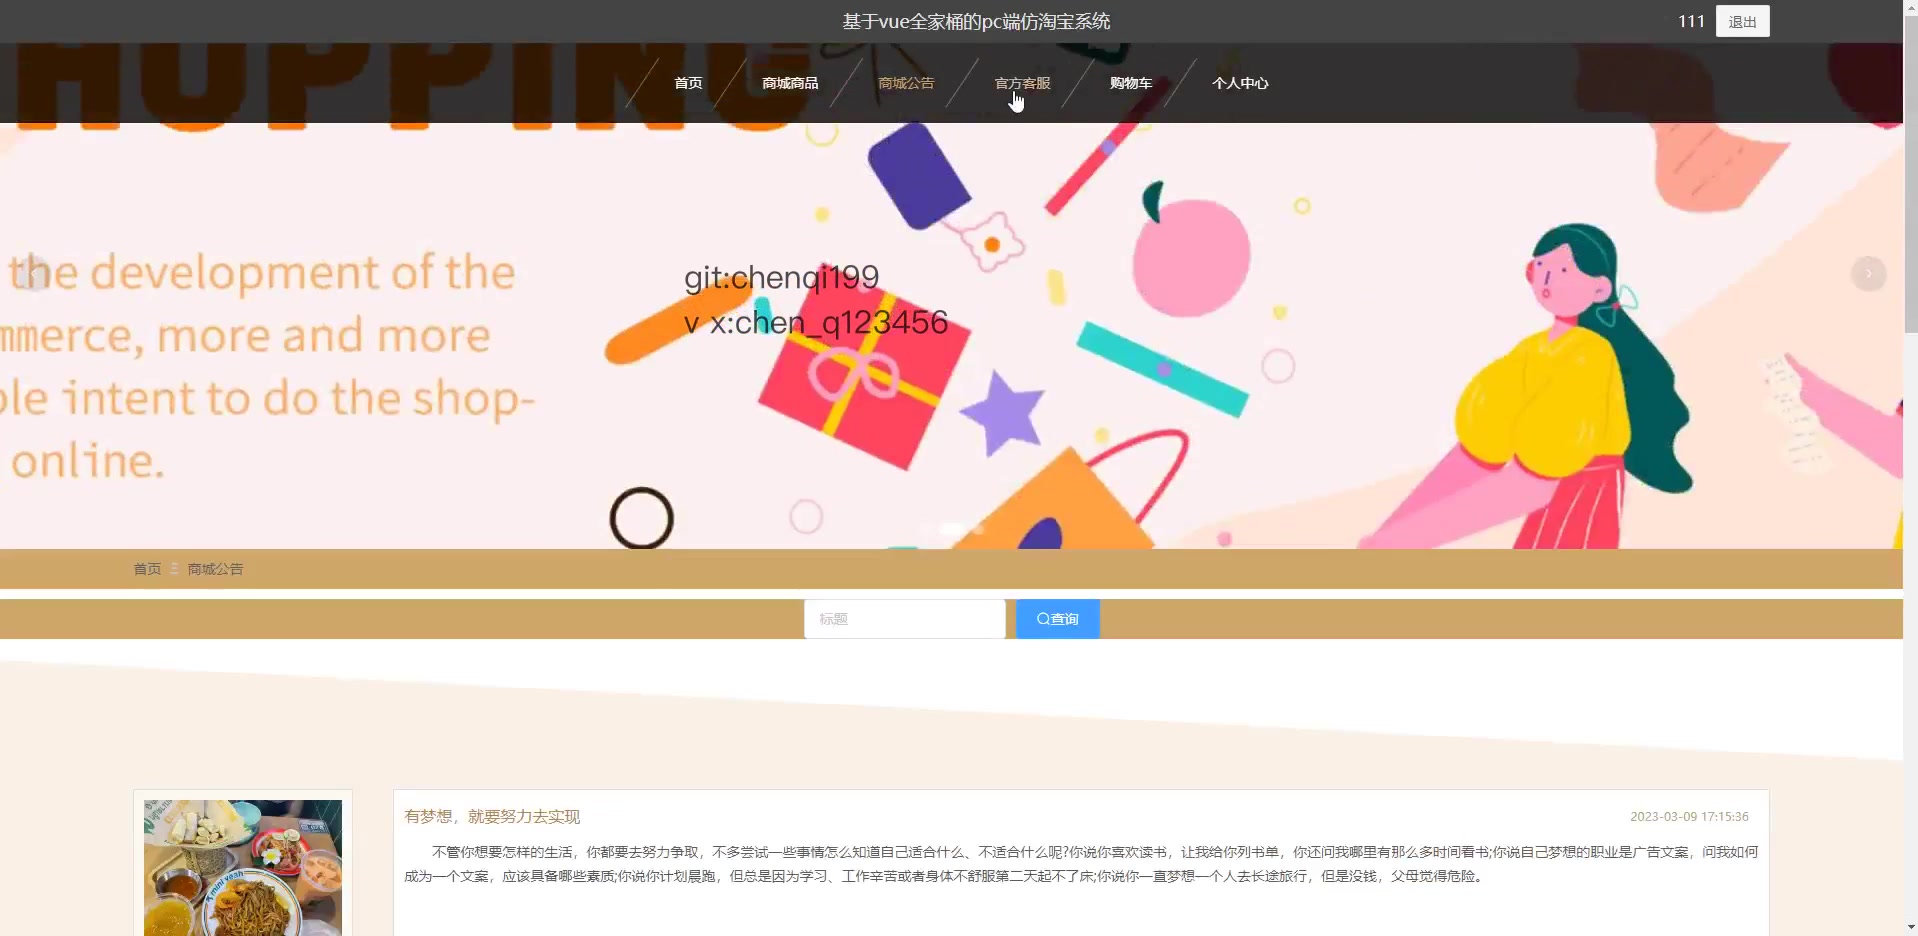 基于vue全家桶的pc端仿淘宝系统
111
退出
首页
商城商品
商城公告
官方客服
购物车
个人中心
the development of the
mmerce, more and more
ple intent to do the shop-
online.
git:chenqi199
v x:chen_q123456
首页 商城公告
标题
查询
有梦想，就要努力去实现
2023-03-09 17:15:36
不管你想要怎样的生活，你都要去努力争取，不多尝试一些事情怎么知道自己适合什么、不适合什么呢?你说你喜欢读书，让我给你列书单，你还问我哪里有那么多时间看书;你说自己梦想的职业是广告文案，问我如何
成为一个文案，应该具备哪些素质;你说你计划晨跑，但总是因为学习、工作辛苦或者身体不舒服第二天起不了床;你说你一直梦想一个人去长途旅行，但是没钱，父母觉得危险。